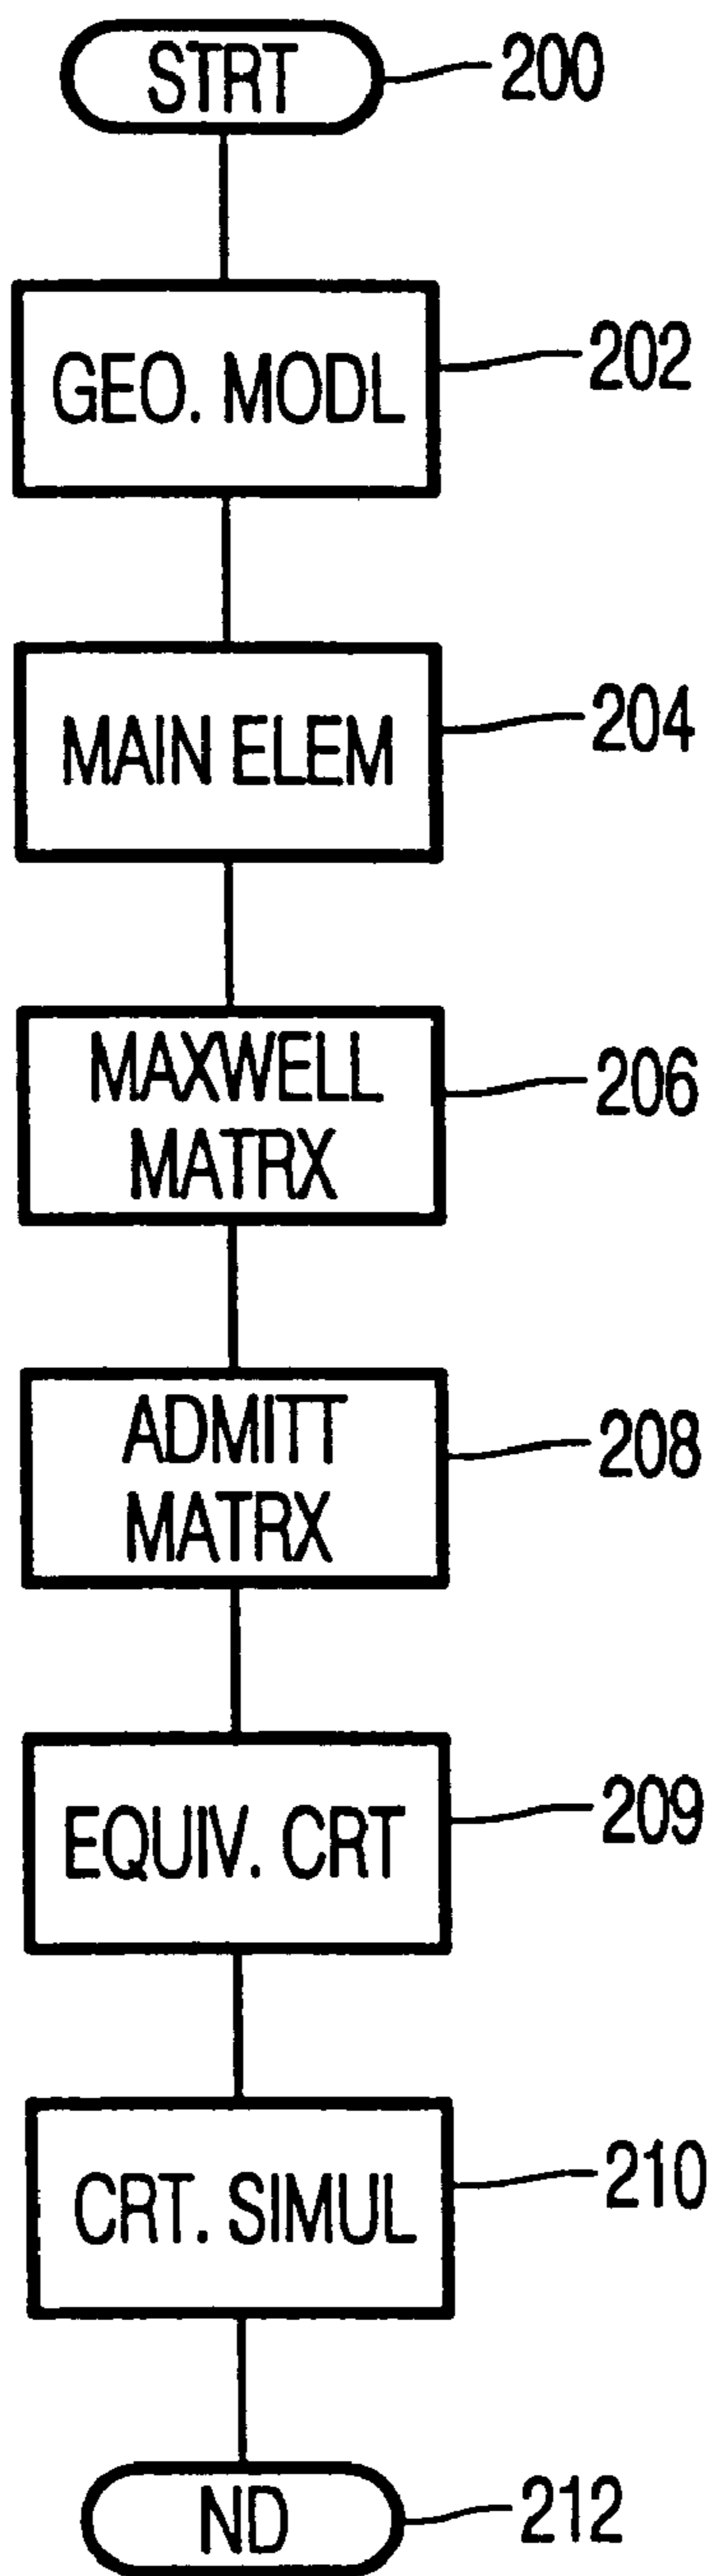 STRT 200
GEO. MODL 202
MAIN ELEM 204
MAXWELL
MATRX
206
ADMITT
MATRX
208
EQUIV. CRT 209
CRT. SIMUL 210
ND 212